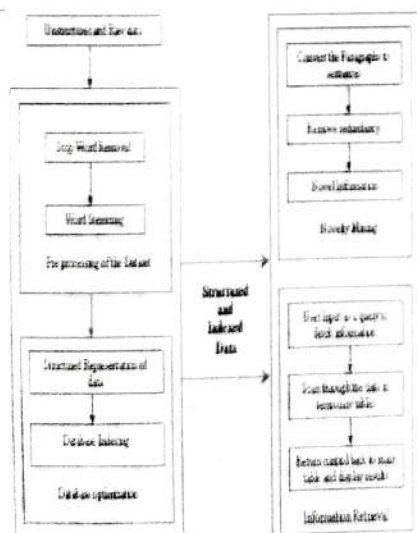 Unstructured and Raw data
Stop Word Removal
Word Stemming
Pre processing of the Dataset
Structured Representation of
data
Database Indexing
Database optimization
Structured
and
Indexed
Data
Convert the Paragraphs to
sentences
Remove redundancy
Novel information
Novelty Mining
User input as a query to
fetch information
Scan through the data in
temporary table
Return control back to main
table and display results
Information Retrieval